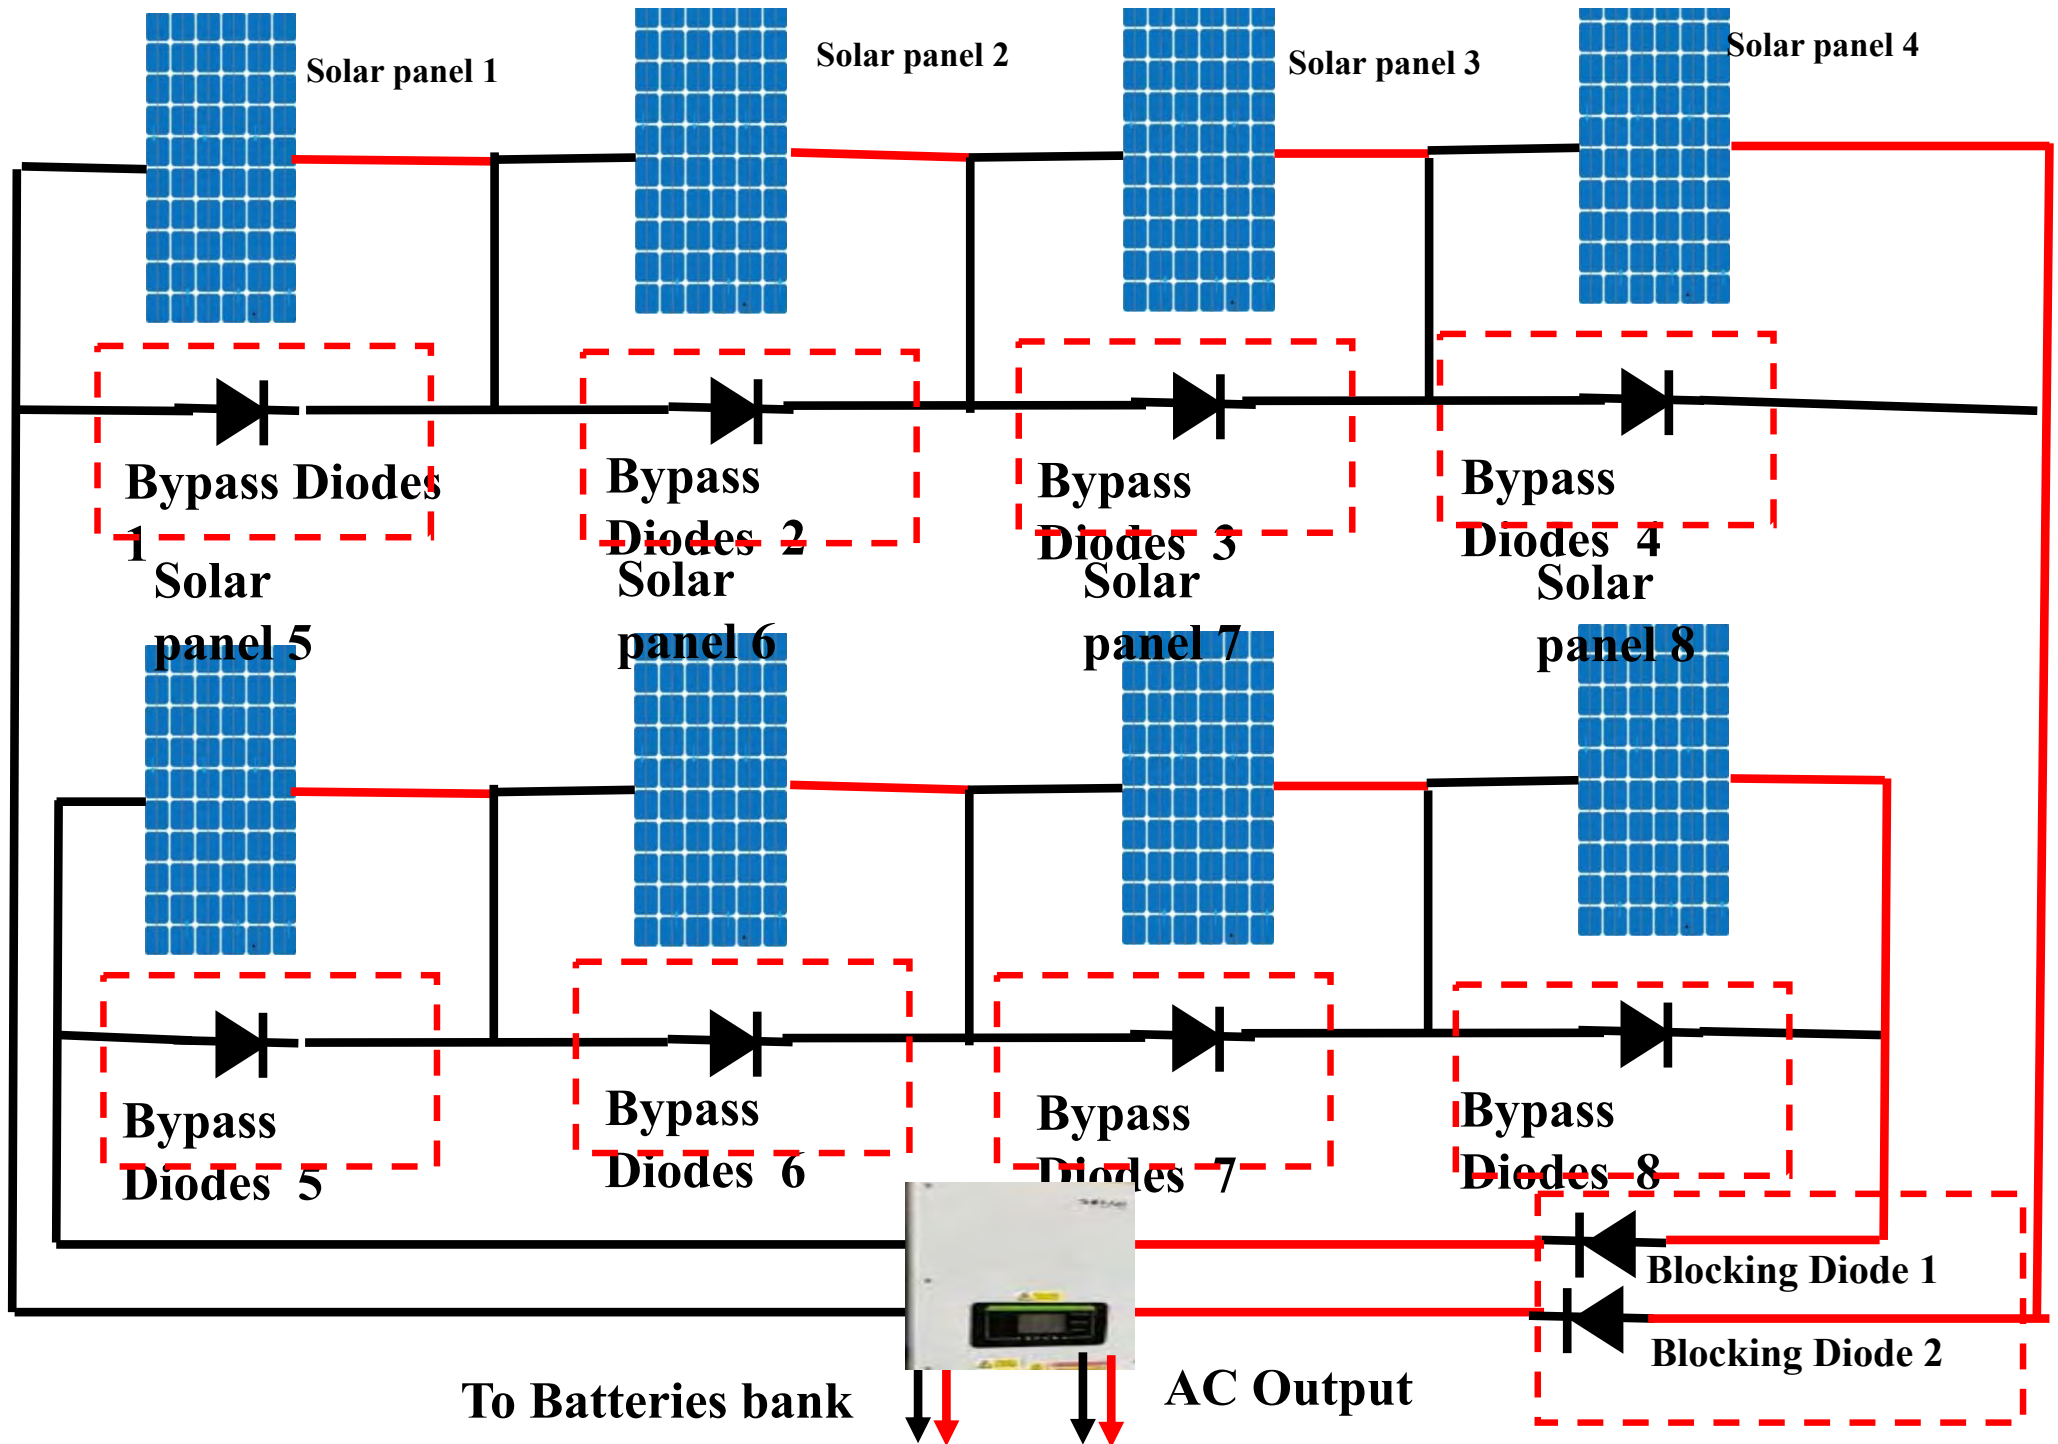 Solar panel 1
Solar panel 2
Solar panel 3
Solar panel 4
Bypass Diodes
1
Bypass
Diodes 2
Bypass
Diodes 3
Bypass
Diodes 4
Solar
panel 5
Solar
panel 6
Solar
panel 7
Solar
panel 8
Bypass
Diodes 5
Bypass
Diodes 6
Bypass
Diodes 7
Bypass
Diodes 8
Blocking Diode 1
Blocking Diode 2
To Batteries bank
AC Output